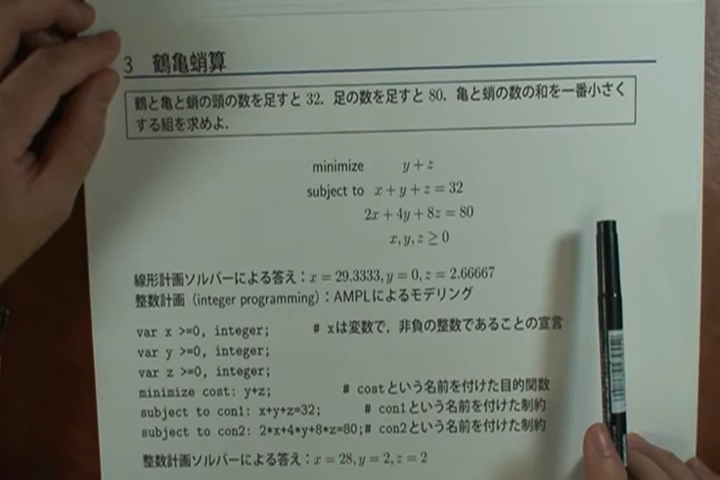 3 鶴亀蛸算
鶴と亀と蛸の頭の数を足すと 32．足の数を足すと 80．亀と蛸の数の和を一番小さく
する組を求めよ．
minimize y + z
subject to x + y + z = 32
2x + 4y + 8z = 80
x, y, z ≥ 0
線形計画ソルバーによる答え：x = 29.3333, y = 0, z = 2.66667
整数計画（integer programming）：AMPLによるモデリング
var x >=0, integer; # xは変数で，非負の整数であることの宣言
var y >=0, integer;
var z >=0, integer;
minimize cost: y+z; # costという名前を付けた目的関数
subject to con1: x+y+z=32; # con1という名前を付けた制約
subject to con2: 2*x+4*y+8*z=80;# con2という名前を付けた制約
整数計画ソルバーによる答え：x = 28, y = 2, z = 2